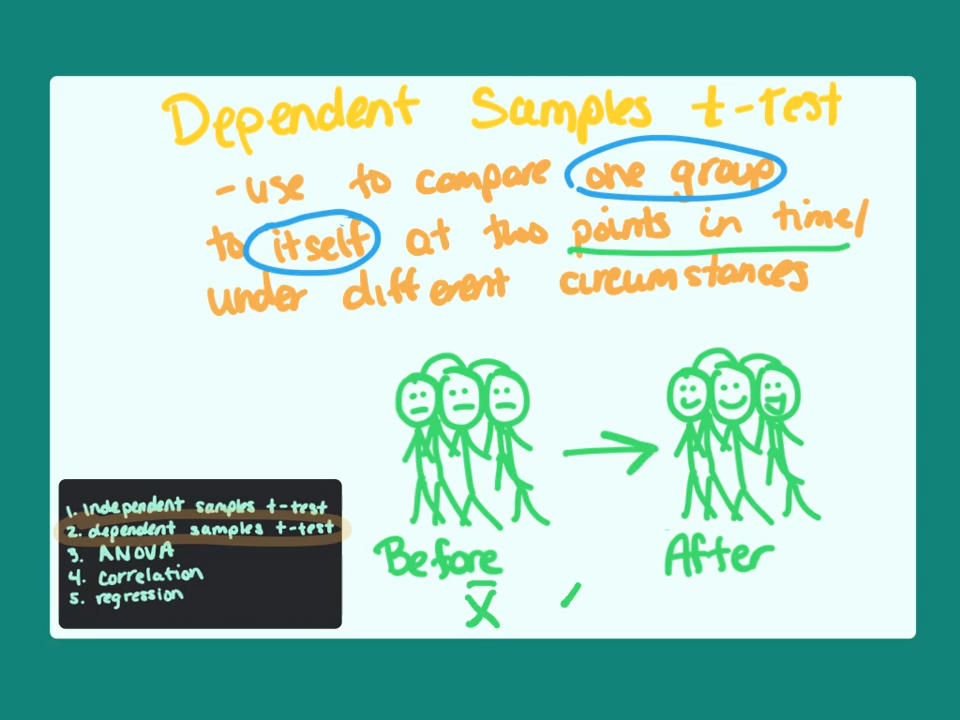 Dependent Samples t-Test
- use to compare one group
to itself at two points in time/
under different circumstances
1. independent samples t-test
2. dependent samples t-test
3. ANOVA
4. correlation
5. regression
Before
After
X̄